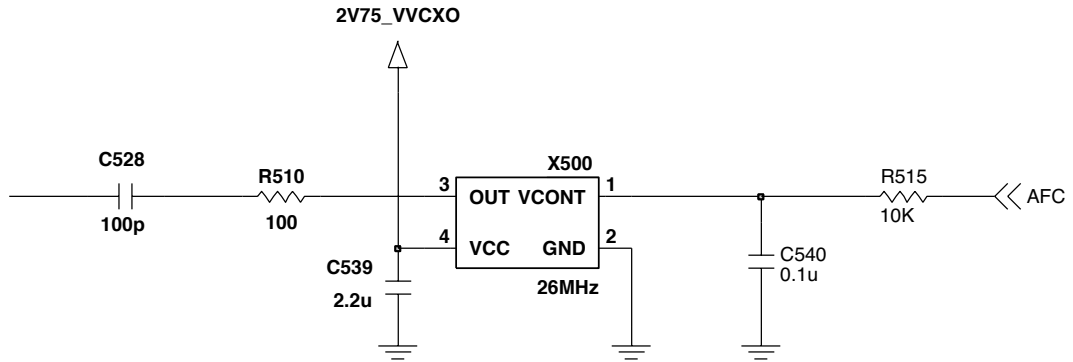 2V75_VVCXO
C528
100p
R510
100
X500
3
OUT
VCONT
1
4
VCC
GND
2
26MHz
C539
2.2u
R515
10K
AFC
C540
0.1u